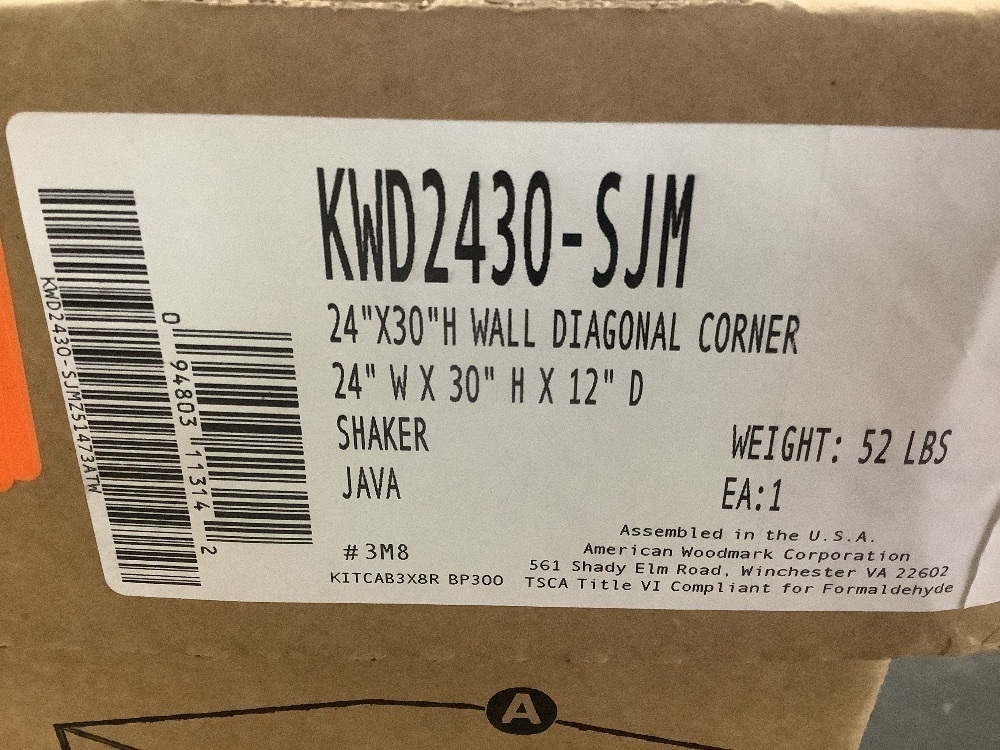 KWD2430-SJM
24"X30"H WALL DIAGONAL CORNER
24" W X 30" H X 12" D
SHAKER
JAVA
WEIGHT: 52 LBS
EA:1
#3M8
KITCAB3X8R BP300
Assembled in the U.S.A.
American Woodmark Corporation
561 Shady Elm Road, Winchester VA 22602
TSCA Title VI Compliant for Formaldehyde
KWD2430-SJMZ51473ATW
0 94803 11314 2
A